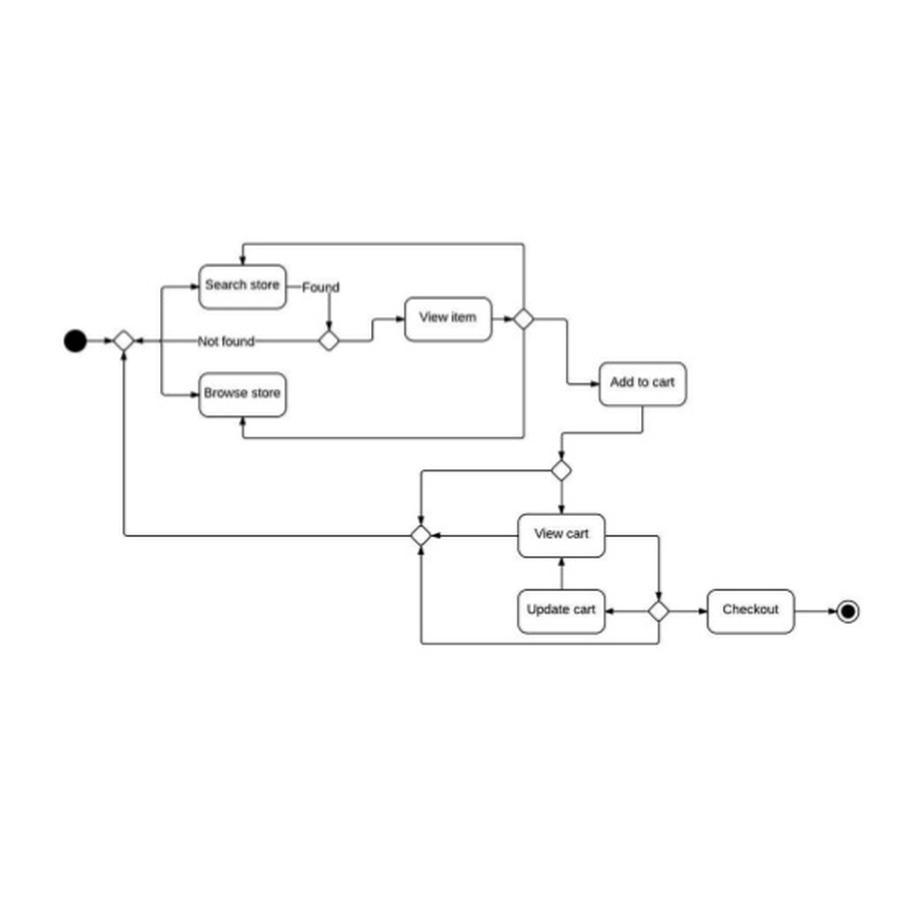 Search store
Found
View item
Not found
Browse store
Add to cart
View cart
Update cart
Checkout